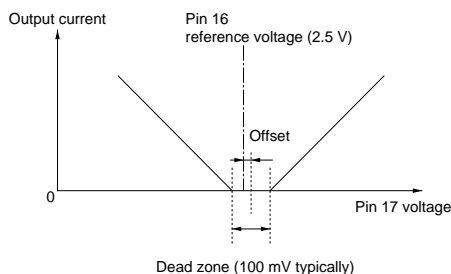 Output current
Pin 16
reference voltage (2.5 V)
Offset
0
Pin 17 voltage
Dead zone (100 mV typically)